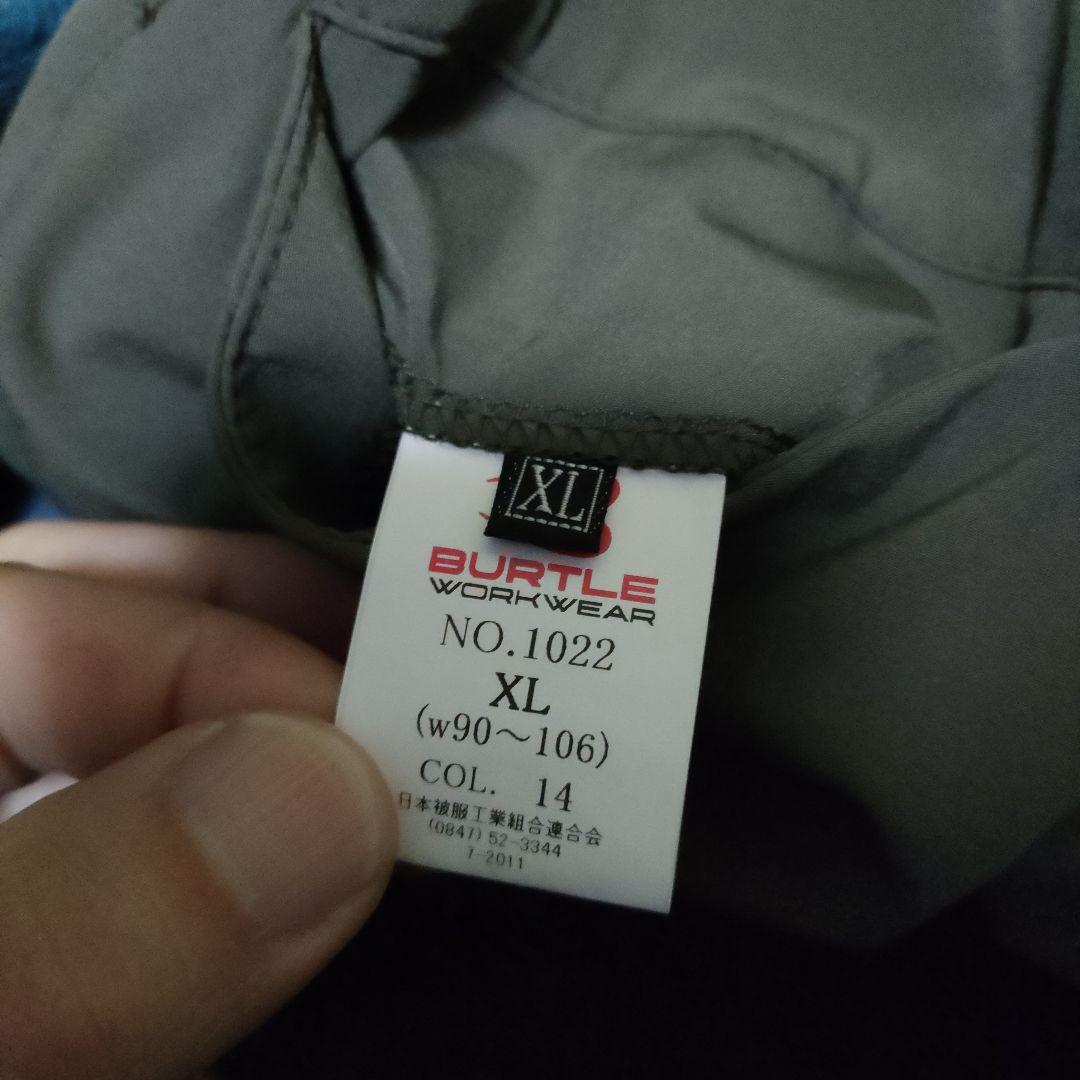 XL
BURTLE
WORKWEAR
NO.1022
XL
(w90～106)
COL. 14
日本被服工業組合連合会
(0847) 52-3344
7-2011